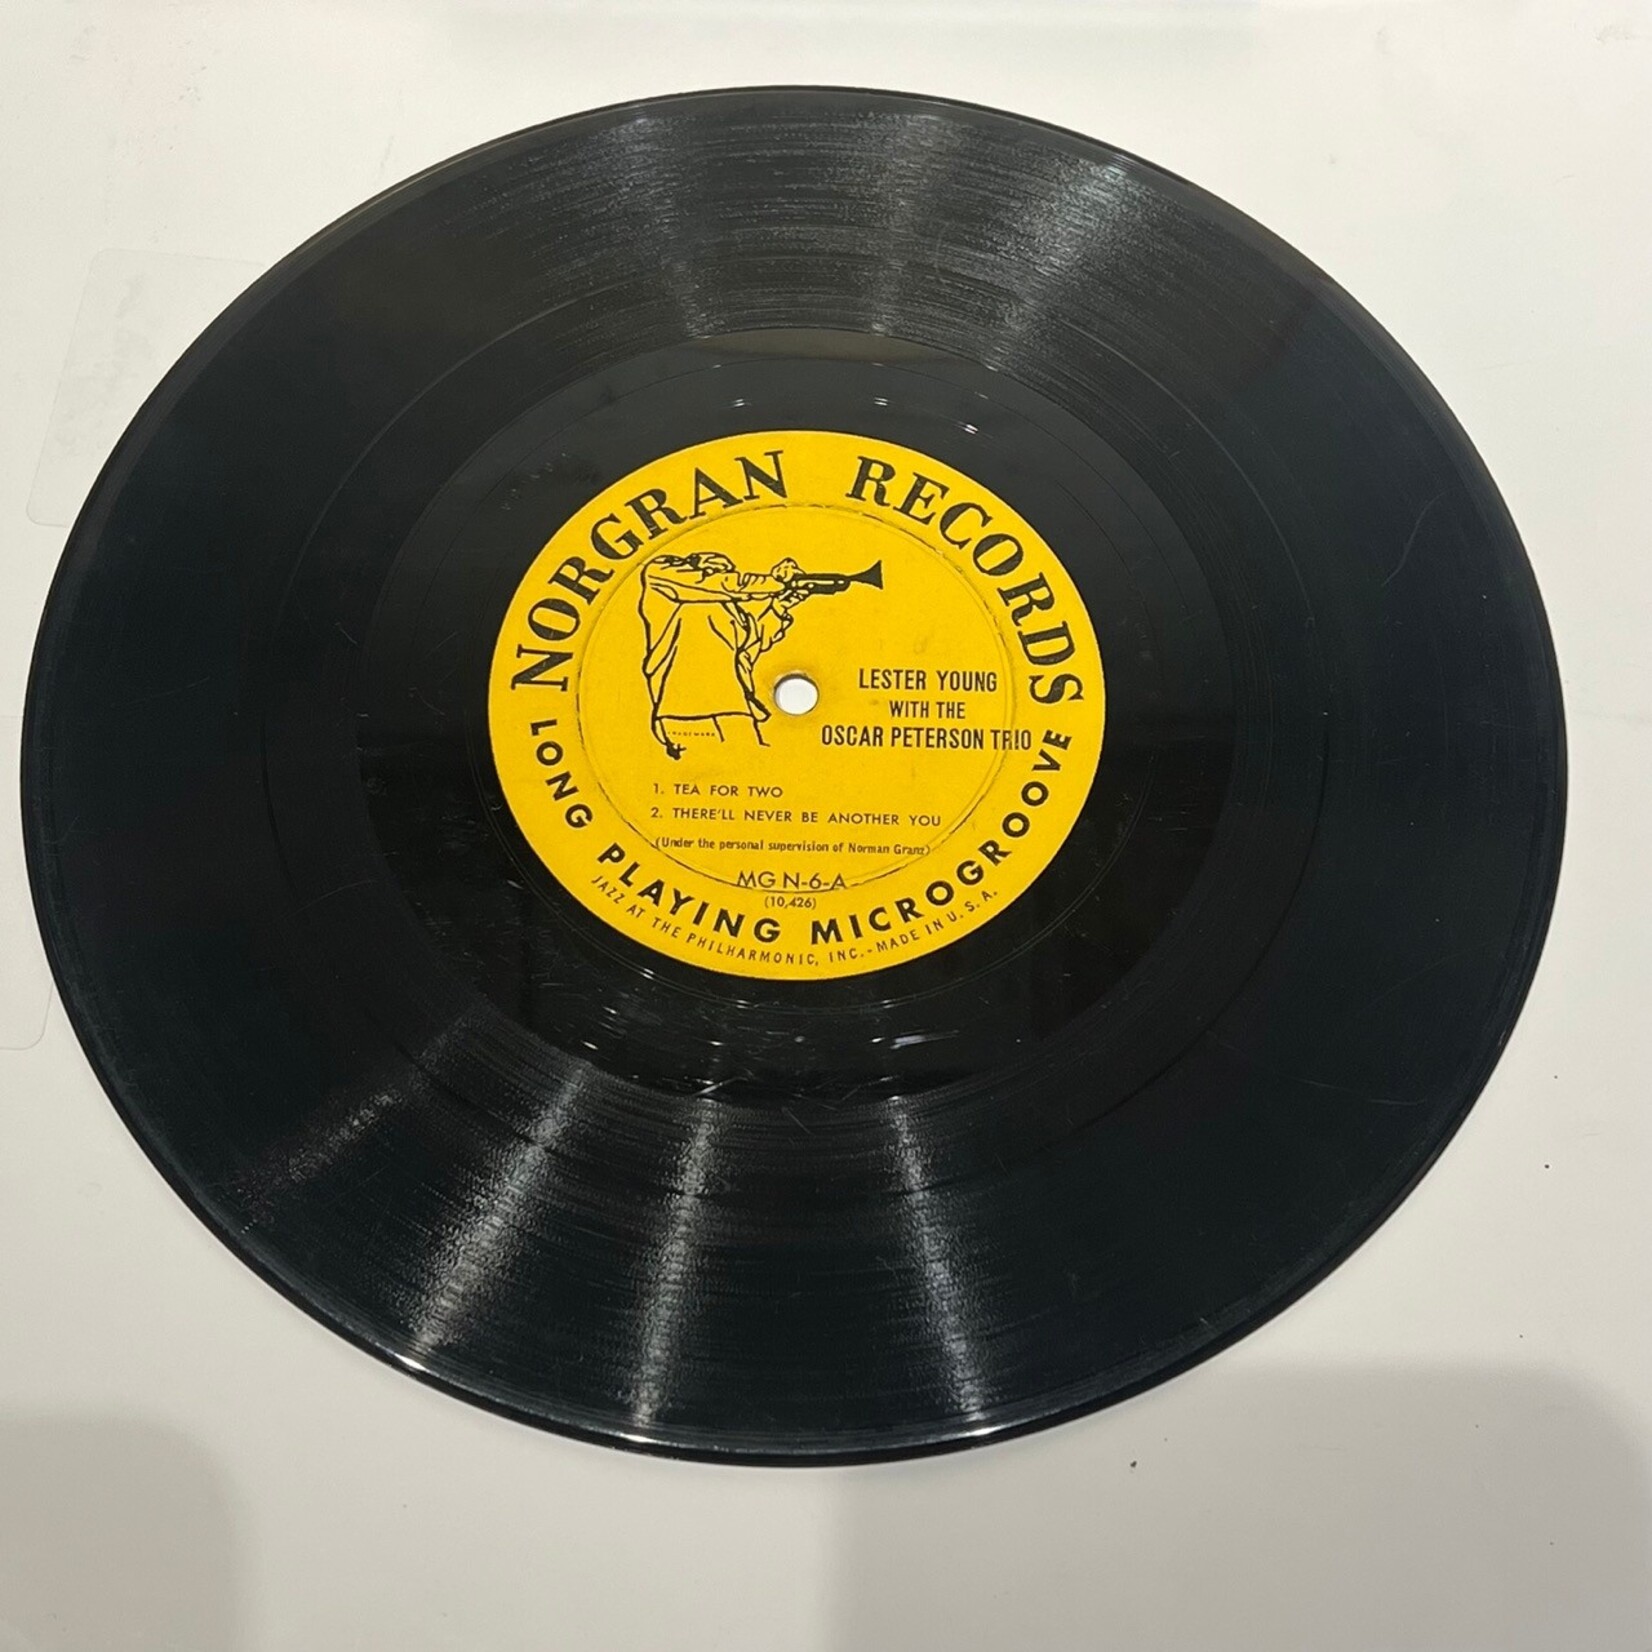 NORGRAN RECORDS
TRADEMARK
LESTER YOUNG
WITH THE
OSCAR PETERSON TRIO
1. TEA FOR TWO
2. THERE'LL NEVER BE ANOTHER YOU
(Under the personal supervision of Norman Granz)
MG N-6-A
(10,426)
LONG PLAYING MICROGROOVE
JAZZ AT THE PHILHARMONIC, INC.-MADE IN U. S. A.